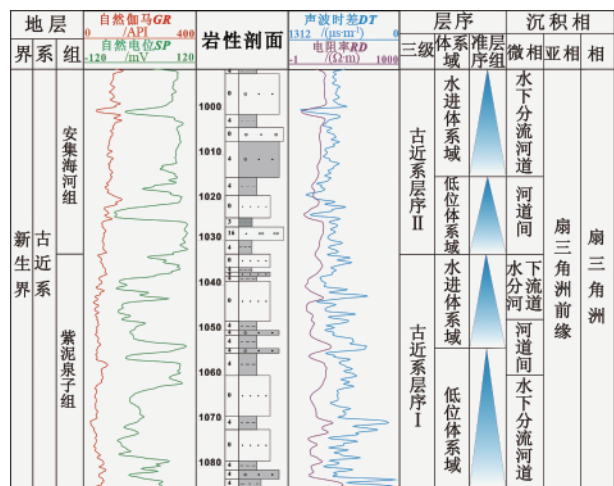 地层
界
系
组
自然伽马GR
0 /API 400
自然电位SP
-120 /mV 120
岩性剖面
声波时差DT
1312 /(μs·m⁻¹) 0
电阻率RD
-1 /(Ω·m) 1000
层序
三级
体系域
准层组
沉积相
微相
亚相
相
新生界
古近系
安集海河组
紫泥泉子组
1000
1010
1020
1030
1040
1050
1060
1070
1080
古近系层序II
古近系层序I
水进体系域
低位体系域
水进体系域
低位体系域
水下分流河道
河道间
水下分流河道
河道间
水下分流河道
扇三角洲前缘
扇三角洲